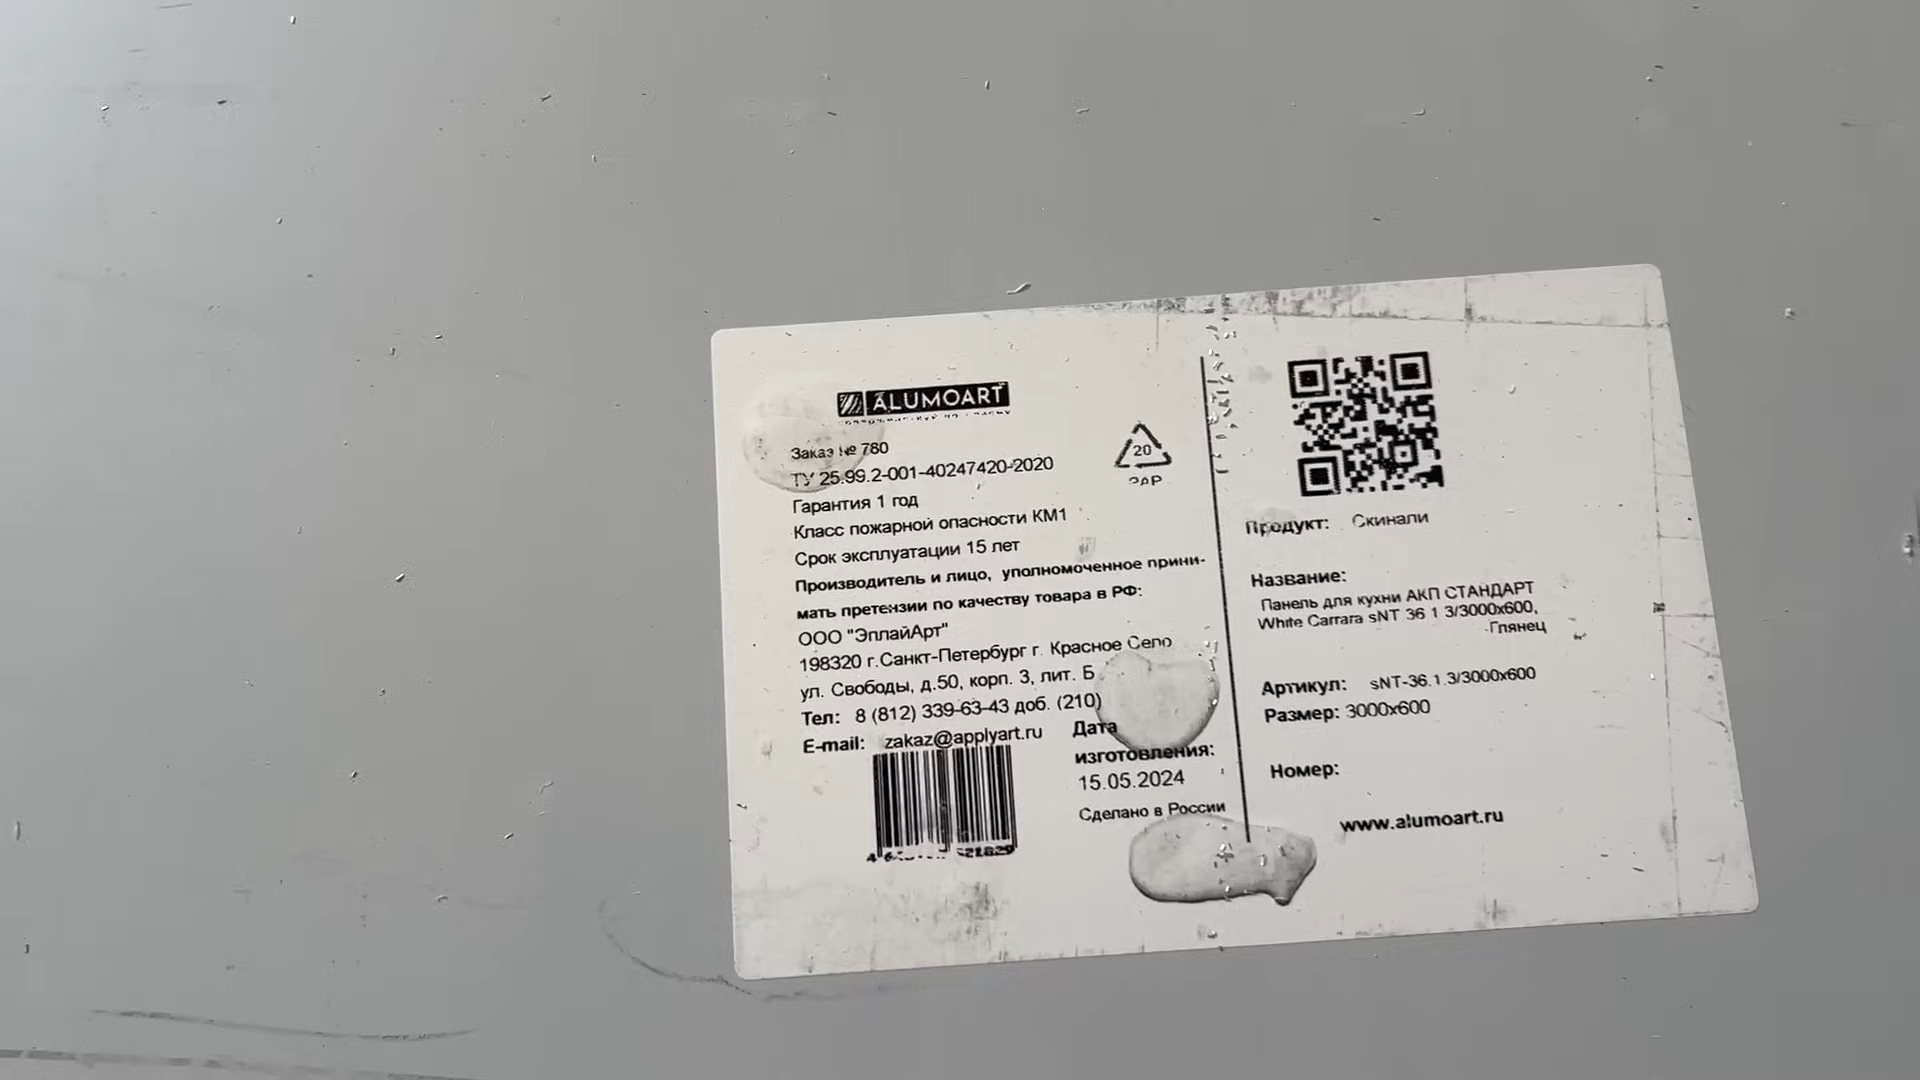 ALUMOART
Заказ № 780
ТУ 25.99.2-001-40247420-2020
Гарантия 1 год
Класс пожарной опасности КМ1
Срок эксплуатации 15 лет
Производитель и лицо, уполномоченное прини-
мать претензии по качеству товара в РФ:
ООО "ЭплайАрт"
198320 г.Санкт-Петербург г. Красное Село
ул. Свободы, д.50, корп. 3, лит. Б
Тел: 8 (812) 339-63-43 доб. (210)
E-mail: zakaz@applyart.ru
Дата
изготовления:
15.05.2024
Сделано в России
20
PAP
Продукт: Скинали
Название:
Панель для кухни АКП СТАНДАРТ
White Carrara sNT 36 1 3/3000x600,
Глянец
Артикул: sNT-36.1.3/3000x600
Размер: 3000x600
Номер:
www.alumoart.ru